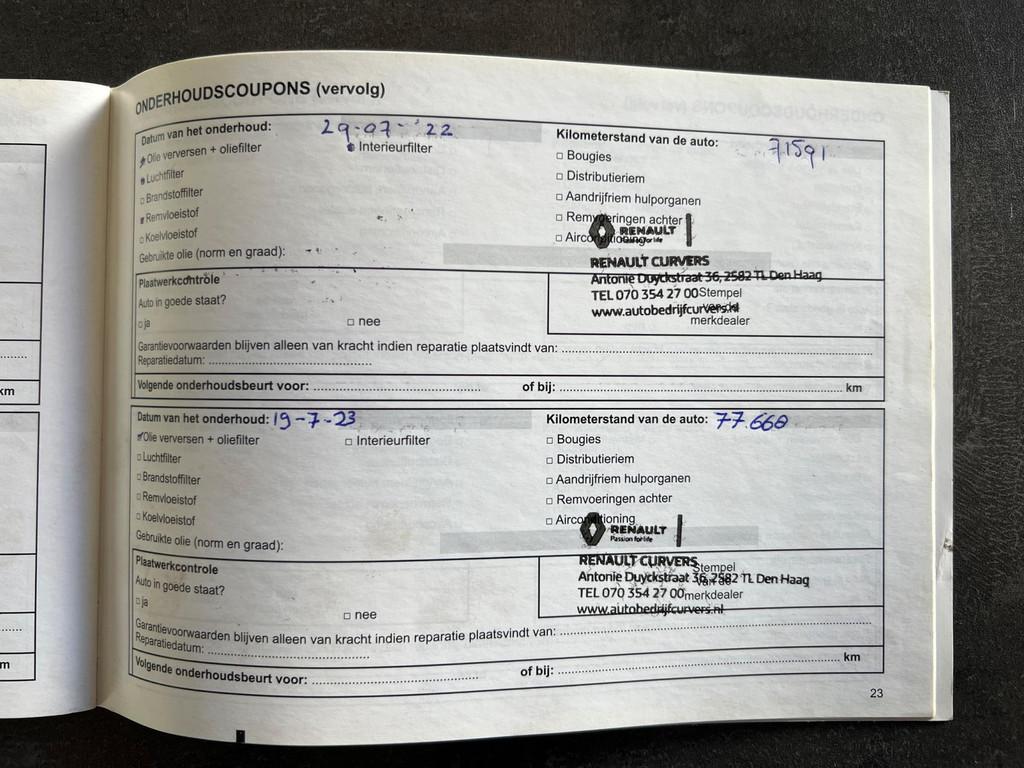 ONDERHOUDSCOUPONS (vervolg)
Datum van het onderhoud: 29-07-'22 Kilometerstand van de auto: 71591
Olie verversen + oliefilter Interieurfilter Bougies
Luchtfilter Distributieriem
Brandstoffilter Aandrijfriem hulporganen
Remvloeistof Remvoeringen achter
Koelvloeistof Airconditioning
Gebruikte olie (norm en graad):
RENAULT
Passion for life
RENAULT CURVERS
Antonie Duyckstraat 36, 2582 TL Den Haag
TEL 070 354 27 00
www.autobedrijfcurvers.nl
Plaatwerkcontrole
Auto in goede staat?
ja nee
Stempel
van de
merkdealer
Garantievoorwaarden blijven alleen van kracht indien reparatie plaatsvindt van:
Reparatiedatum:
Volgende onderhoudsbeurt voor: of bij: km
Datum van het onderhoud: 19-7-23 Kilometerstand van de auto: 77.660
Olie verversen + oliefilter Interieurfilter Bougies
Luchtfilter Distributieriem
Brandstoffilter Aandrijfriem hulporganen
Remvloeistof Remvoeringen achter
Koelvloeistof Airconditioning
Gebruikte olie (norm en graad):
RENAULT
Passion for life
RENAULT CURVERS
Antonie Duyckstraat 36, 2582 TL Den Haag
TEL 070 354 27 00
www.autobedrijfcurvers.nl
Plaatwerkcontrole
Auto in goede staat?
ja nee
Stempel
van de
merkdealer
Garantievoorwaarden blijven alleen van kracht indien reparatie plaatsvindt van:
Reparatiedatum:
Volgende onderhoudsbeurt voor: of bij: km
23
km
m